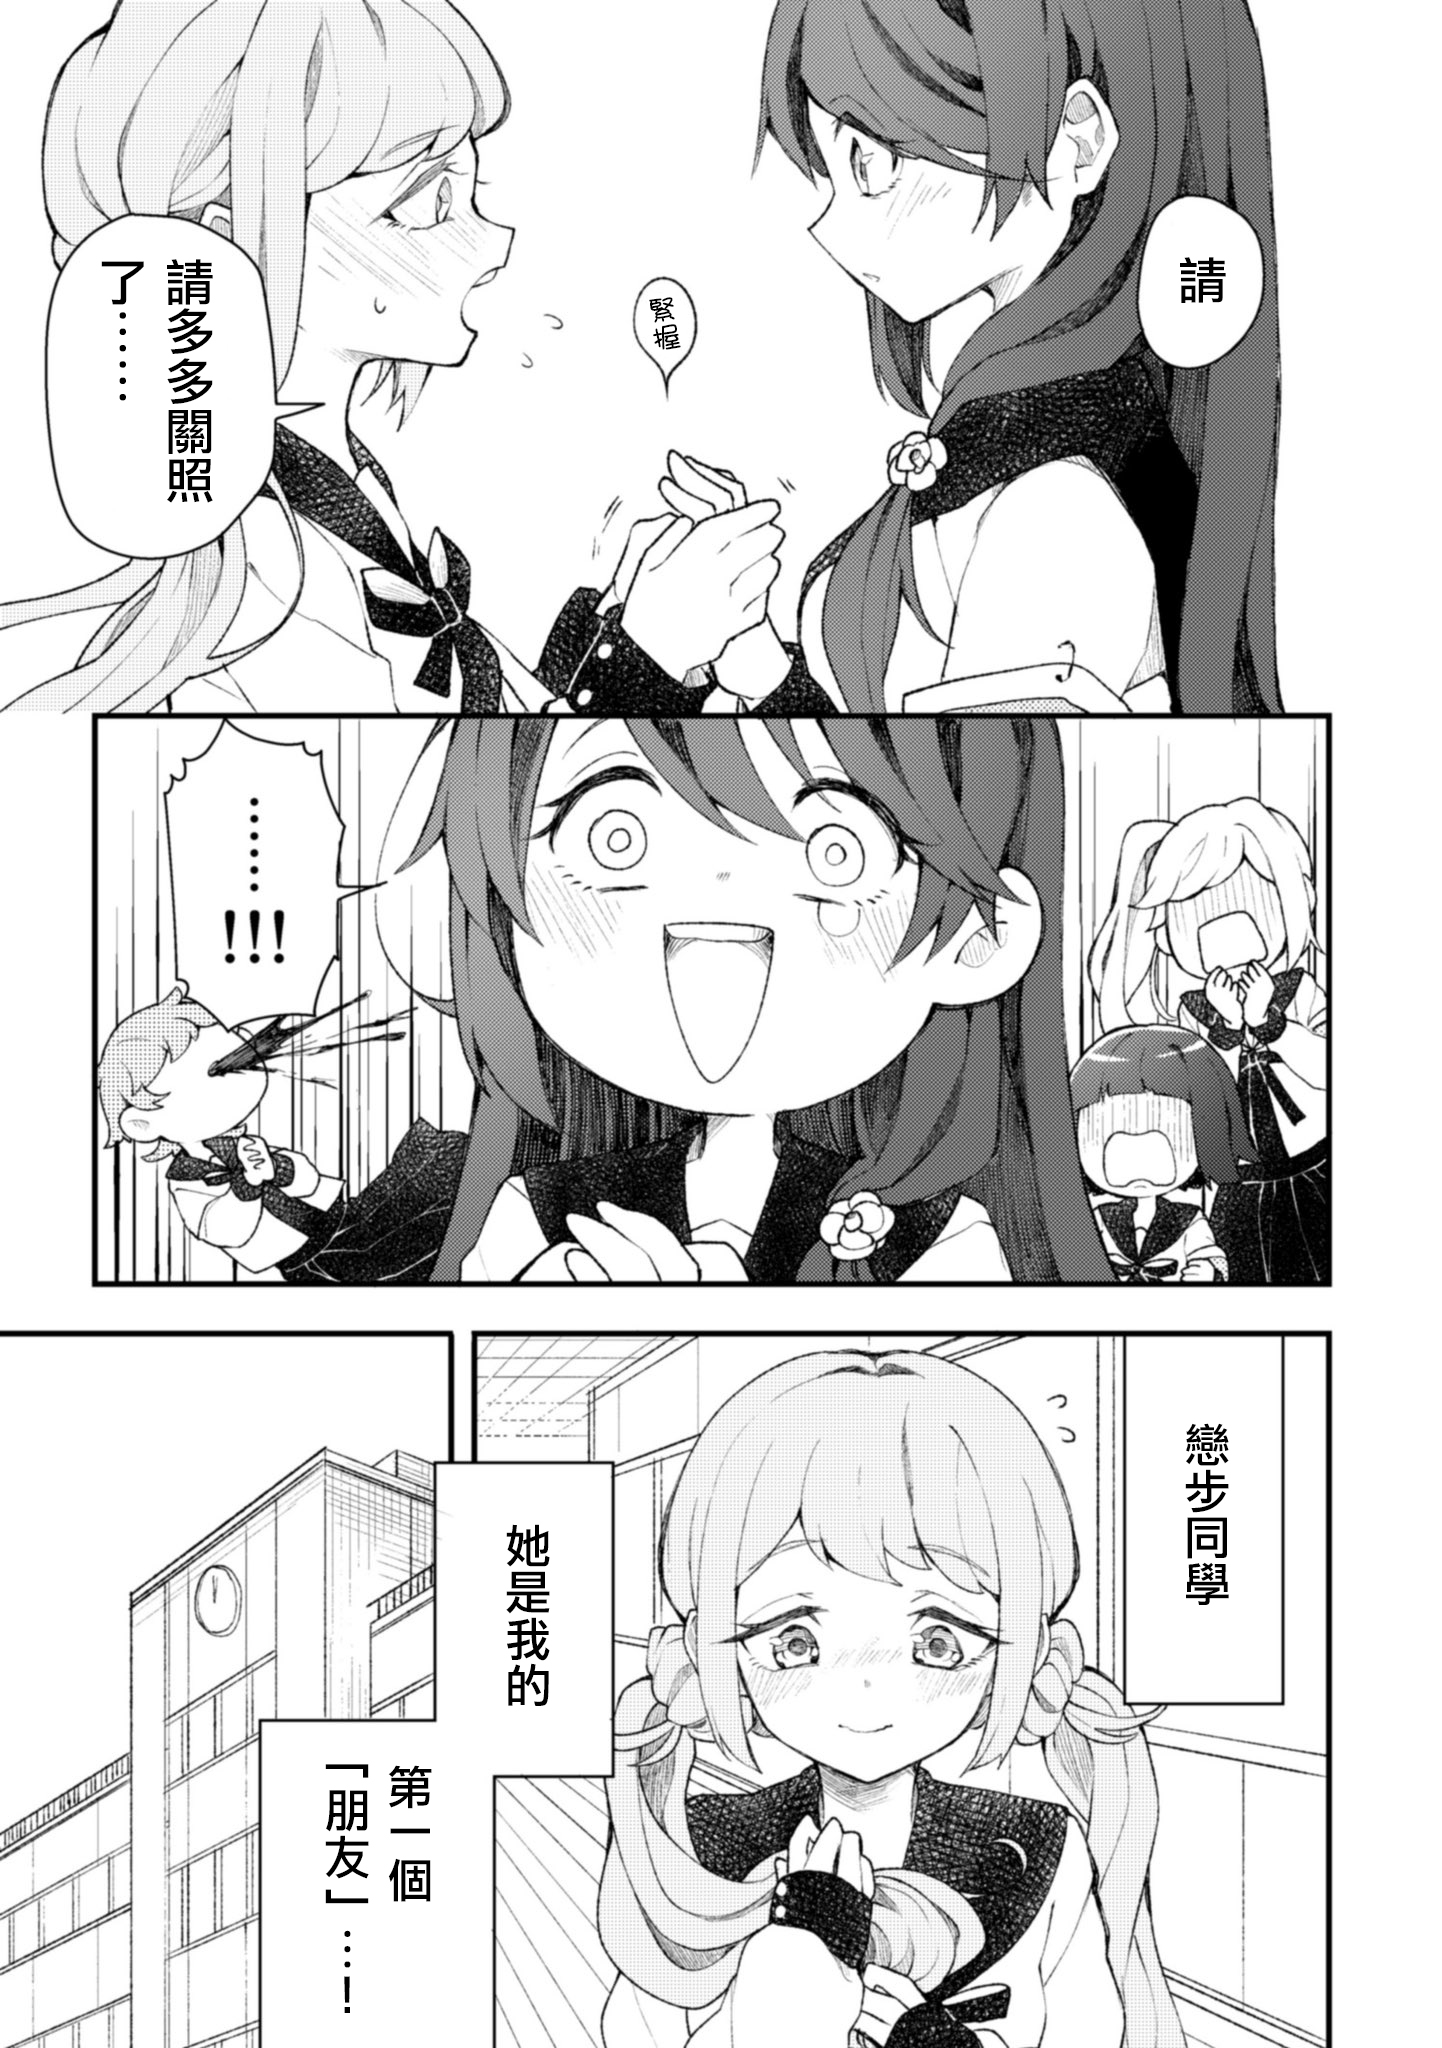 請
緊握
請多多關照
了……
……
!!!
戀步同學
她是我的
第一個
「朋友」…！